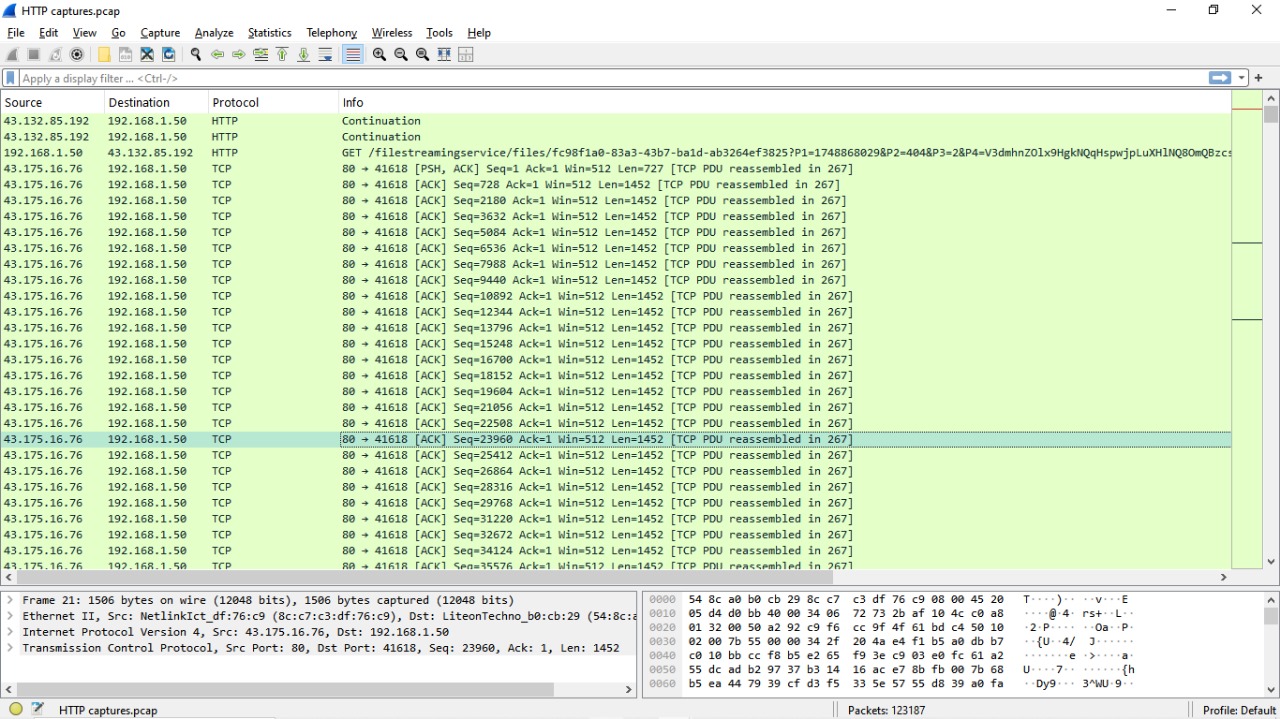 HTTP captures.pcap
File Edit View Go Capture Analyze Statistics Telephony Wireless Tools Help
Apply a display filter ... <Ctrl-/>
Source Destination Protocol Info
43.132.85.192 192.168.1.50 HTTP Continuation
43.132.85.192 192.168.1.50 HTTP Continuation
192.168.1.50 43.132.85.192 HTTP GET /filestreamingservice/files/fc98f1a0-83a3-43b7-ba1d-ab3264ef3825?P1=1748868029&P2=404&P3=2&P4=V3dmhnZOlx9HgkNQqHspwjpLuXHlNQ8OmQBzcs
43.175.16.76 192.168.1.50 TCP 80 → 41618 [PSH, ACK] Seq=1 Ack=1 Win=512 Len=727 [TCP PDU reassembled in 267]
43.175.16.76 192.168.1.50 TCP 80 → 41618 [ACK] Seq=728 Ack=1 Win=512 Len=1452 [TCP PDU reassembled in 267]
43.175.16.76 192.168.1.50 TCP 80 → 41618 [ACK] Seq=2180 Ack=1 Win=512 Len=1452 [TCP PDU reassembled in 267]
43.175.16.76 192.168.1.50 TCP 80 → 41618 [ACK] Seq=3632 Ack=1 Win=512 Len=1452 [TCP PDU reassembled in 267]
43.175.16.76 192.168.1.50 TCP 80 → 41618 [ACK] Seq=5084 Ack=1 Win=512 Len=1452 [TCP PDU reassembled in 267]
43.175.16.76 192.168.1.50 TCP 80 → 41618 [ACK] Seq=6536 Ack=1 Win=512 Len=1452 [TCP PDU reassembled in 267]
43.175.16.76 192.168.1.50 TCP 80 → 41618 [ACK] Seq=7988 Ack=1 Win=512 Len=1452 [TCP PDU reassembled in 267]
43.175.16.76 192.168.1.50 TCP 80 → 41618 [ACK] Seq=9440 Ack=1 Win=512 Len=1452 [TCP PDU reassembled in 267]
43.175.16.76 192.168.1.50 TCP 80 → 41618 [ACK] Seq=10892 Ack=1 Win=512 Len=1452 [TCP PDU reassembled in 267]
43.175.16.76 192.168.1.50 TCP 80 → 41618 [ACK] Seq=12344 Ack=1 Win=512 Len=1452 [TCP PDU reassembled in 267]
43.175.16.76 192.168.1.50 TCP 80 → 41618 [ACK] Seq=13796 Ack=1 Win=512 Len=1452 [TCP PDU reassembled in 267]
43.175.16.76 192.168.1.50 TCP 80 → 41618 [ACK] Seq=15248 Ack=1 Win=512 Len=1452 [TCP PDU reassembled in 267]
43.175.16.76 192.168.1.50 TCP 80 → 41618 [ACK] Seq=16700 Ack=1 Win=512 Len=1452 [TCP PDU reassembled in 267]
43.175.16.76 192.168.1.50 TCP 80 → 41618 [ACK] Seq=18152 Ack=1 Win=512 Len=1452 [TCP PDU reassembled in 267]
43.175.16.76 192.168.1.50 TCP 80 → 41618 [ACK] Seq=19604 Ack=1 Win=512 Len=1452 [TCP PDU reassembled in 267]
43.175.16.76 192.168.1.50 TCP 80 → 41618 [ACK] Seq=21056 Ack=1 Win=512 Len=1452 [TCP PDU reassembled in 267]
43.175.16.76 192.168.1.50 TCP 80 → 41618 [ACK] Seq=22508 Ack=1 Win=512 Len=1452 [TCP PDU reassembled in 267]
43.175.16.76 192.168.1.50 TCP 80 → 41618 [ACK] Seq=23960 Ack=1 Win=512 Len=1452 [TCP PDU reassembled in 267]
43.175.16.76 192.168.1.50 TCP 80 → 41618 [ACK] Seq=25412 Ack=1 Win=512 Len=1452 [TCP PDU reassembled in 267]
43.175.16.76 192.168.1.50 TCP 80 → 41618 [ACK] Seq=26864 Ack=1 Win=512 Len=1452 [TCP PDU reassembled in 267]
43.175.16.76 192.168.1.50 TCP 80 → 41618 [ACK] Seq=28316 Ack=1 Win=512 Len=1452 [TCP PDU reassembled in 267]
43.175.16.76 192.168.1.50 TCP 80 → 41618 [ACK] Seq=29768 Ack=1 Win=512 Len=1452 [TCP PDU reassembled in 267]
43.175.16.76 192.168.1.50 TCP 80 → 41618 [ACK] Seq=31220 Ack=1 Win=512 Len=1452 [TCP PDU reassembled in 267]
43.175.16.76 192.168.1.50 TCP 80 → 41618 [ACK] Seq=32672 Ack=1 Win=512 Len=1452 [TCP PDU reassembled in 267]
43.175.16.76 192.168.1.50 TCP 80 → 41618 [ACK] Seq=34124 Ack=1 Win=512 Len=1452 [TCP PDU reassembled in 267]
43.175.16.76 192.168.1.50 TCP 80 → 41618 [ACK] Seq=35576 Ack=1 Win=512 Len=1452 [TCP PDU reassembled in 267]
Frame 21: 1506 bytes on wire (12048 bits), 1506 bytes captured (12048 bits)
Ethernet II, Src: NetlinkIct_df:76:c9 (8c:c7:c3:df:76:c9), Dst: LiteonTechno_b0:cb:29 (54:8c:a
Internet Protocol Version 4, Src: 43.175.16.76, Dst: 192.168.1.50
Transmission Control Protocol, Src Port: 80, Dst Port: 41618, Seq: 23960, Ack: 1, Len: 1452
0000 54 8c a0 b0 cb 29 8c c7 c3 df 76 c9 08 00 45 20 T····)·· ··v···E
0010 05 d4 d0 bb 40 00 34 06 72 73 2b af 10 4c c0 a8 ····@·4· rs+··L··
0020 01 32 00 50 a2 92 c9 f6 cc 9f 4f 61 bd c4 50 10 ·2·P···· ··Oa··P·
0030 02 00 7b 55 00 00 34 2f 20 4a e4 f1 b5 a0 db b7 ··{U··4/ J······
0040 c0 10 bb cc f8 b5 e2 65 f9 3e c9 03 e0 fc 61 a2 ·······e ·>····a·
0050 55 dc ad b2 97 37 b3 14 16 ac e7 8b fb 00 7b 68 U····7·· ······{h
0060 b5 ea 44 79 39 cf d3 f5 33 5e 57 55 d8 39 a0 fa ··Dy9··· 3^WU·9··
HTTP captures.pcap Packets: 123187 Profile: Default